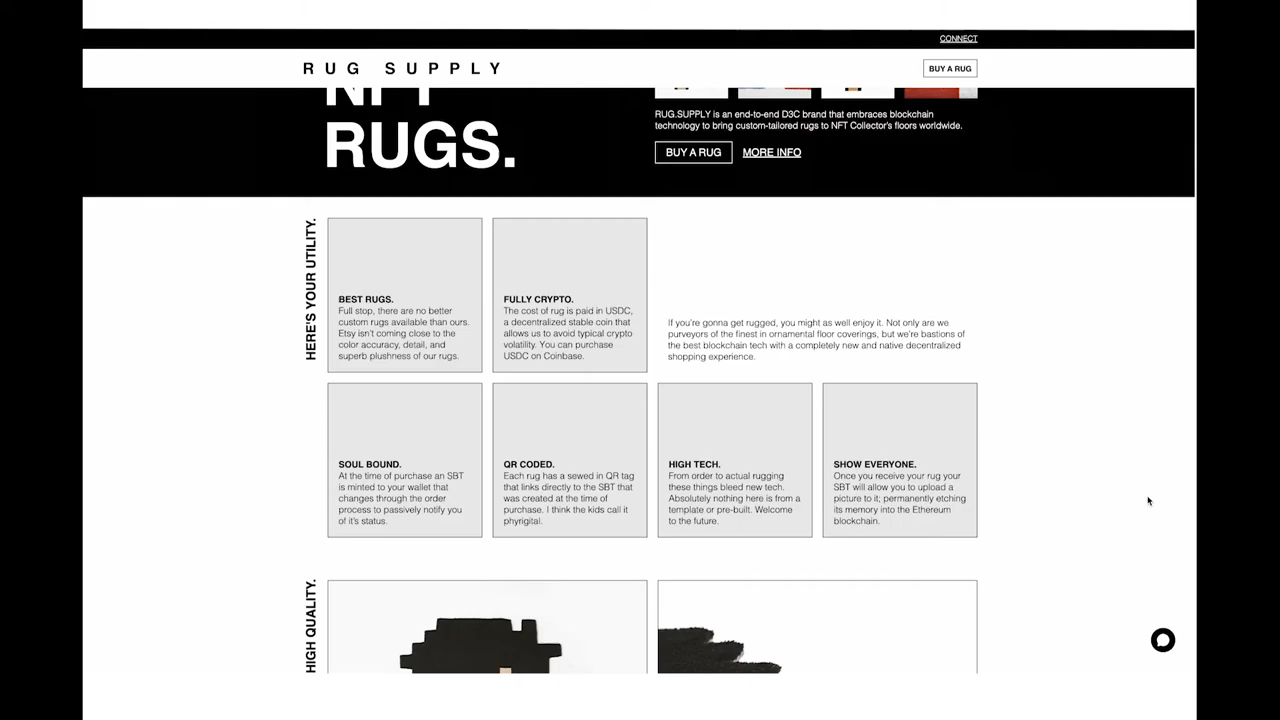 CONNECT
RUG SUPPLY
BUY A RUG
NFT
RUGS.
RUG.SUPPLY is an end-to-end D3C brand that embraces blockchain
technology to bring custom-tailored rugs to NFT Collector's floors worldwide.
BUY A RUG
MORE INFO
HERE'S YOUR UTILITY.
BEST RUGS.
Full stop, there are no better
custom rugs available than ours.
Etsy isn't coming close to the
color accuracy, detail, and
superb plushness of our rugs.
FULLY CRYPTO.
The cost of rug is paid in USDC,
a decentralized stable coin that
allows us to avoid typical crypto
volatility. You can purchase
USDC on Coinbase.
If you're gonna get rugged, you might as well enjoy it. Not only are we
purveyors of the finest in ornamental floor coverings, but we're bastions of
the best blockchain tech with a completely new and native decentralized
shopping experience.
SOUL BOUND.
At the time of purchase an SBT
is minted to your wallet that
changes through the order
process to passively notify you
of it's status.
QR CODED.
Each rug has a sewed in QR tag
that links directly to the SBT that
was created at the time of
purchase. I think the kids call it
phyrigital.
HIGH TECH.
From order to actual rugging
these things bleed new tech.
Absolutely nothing here is from a
template or pre-built. Welcome
to the future.
SHOW EVERYONE.
Once you receive your rug your
SBT will allow you to upload a
picture to it; permanently etching
its memory into the Ethereum
blockchain.
HIGH QUALITY.